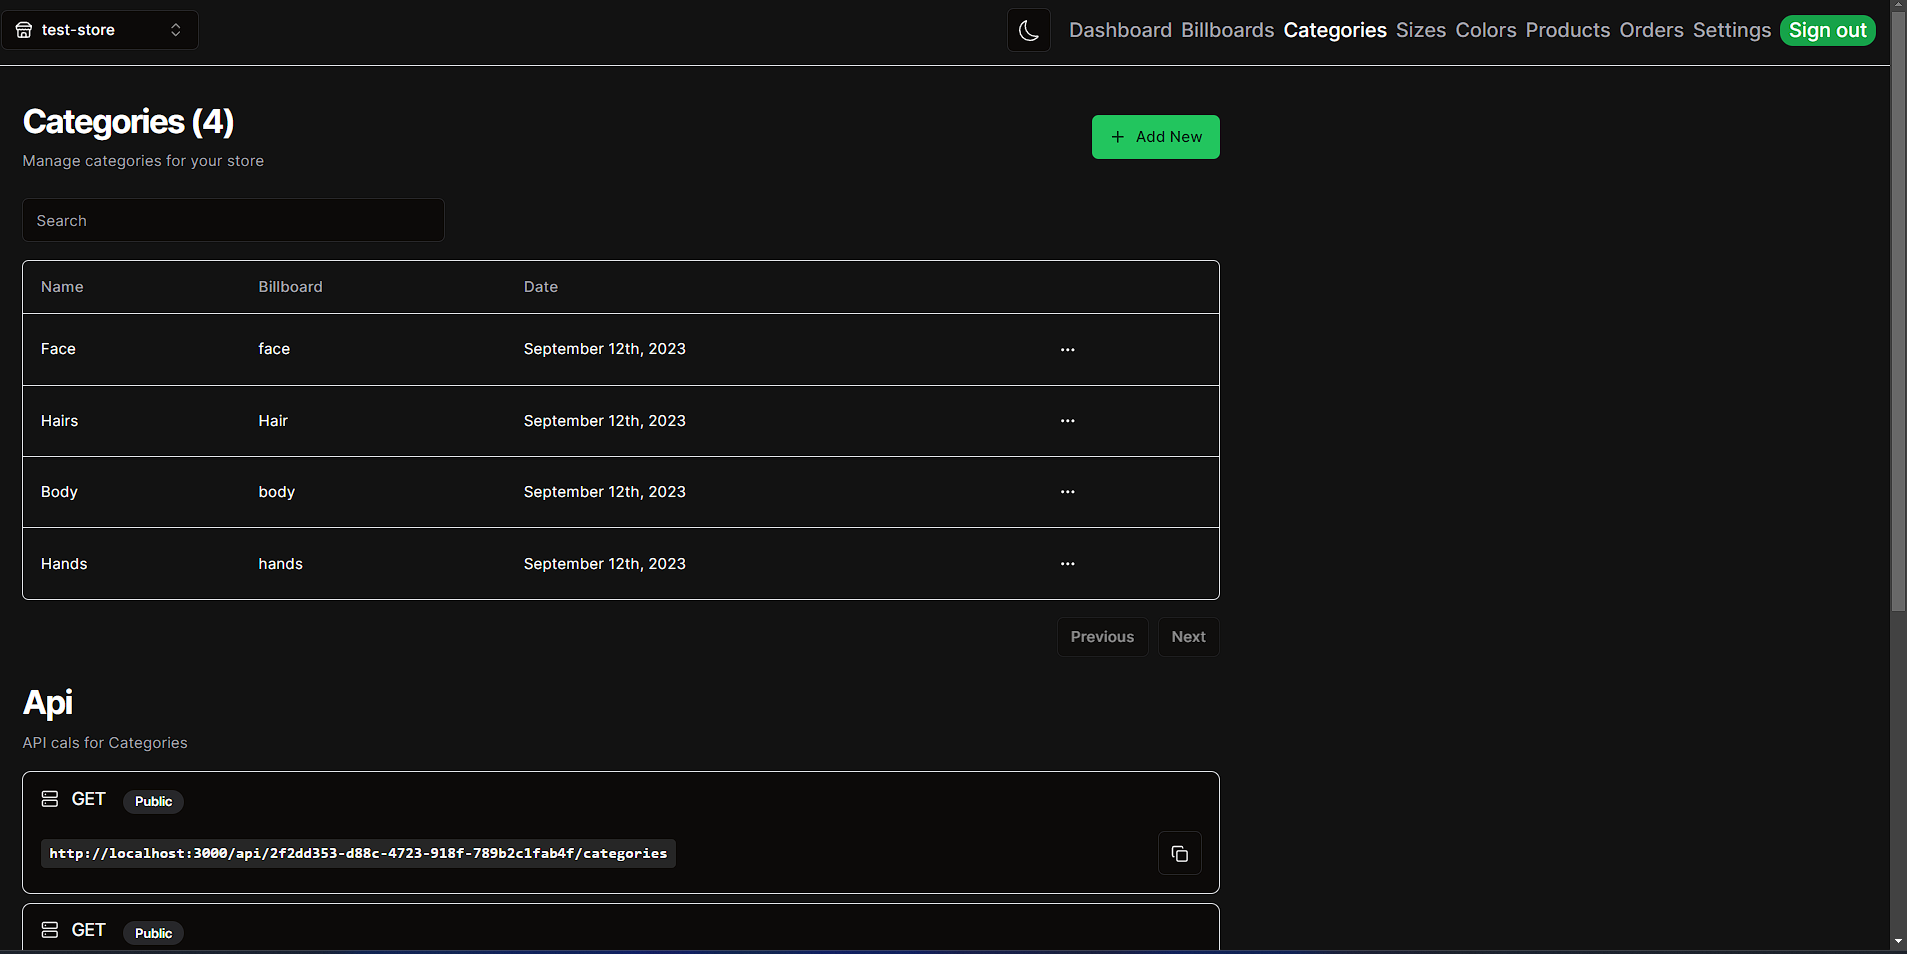 test-store
Dashboard Billboards Categories Sizes Colors Products Orders Settings Sign out
Categories (4)
Manage categories for your store
+ Add New
Search
Name Billboard Date
Face face September 12th, 2023 ...
Hairs Hair September 12th, 2023 ...
Body body September 12th, 2023 ...
Hands hands September 12th, 2023 ...
Previous Next
Api
API cals for Categories
GET Public
http://localhost:3000/api/2f2dd353-d88c-4723-918f-789b2c1fab4f/categories
GET Public